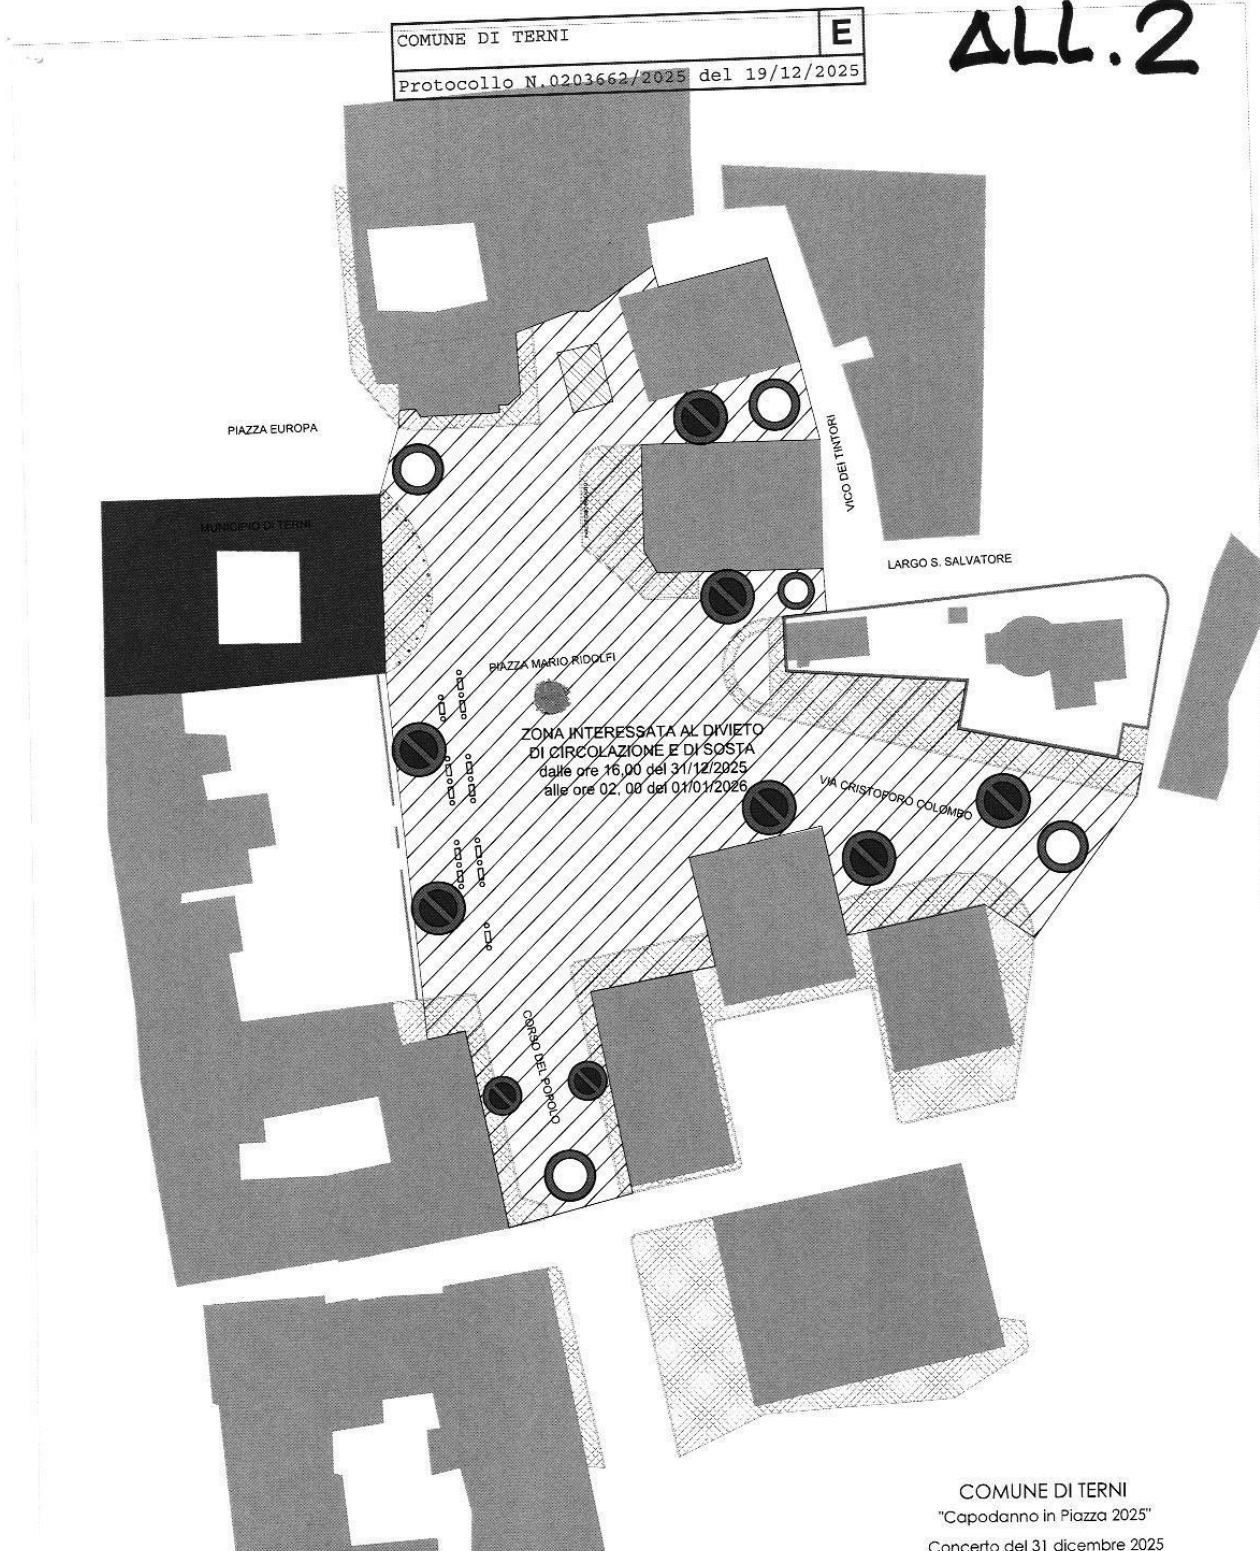 COMUNE DI TERNI
E
Protocollo N.0203662/2025 del 19/12/2025
ALL.2
PIAZZA EUROPA
VICO DEI TINTORI
MUNICIPIO DI TERNI
LARGO S. SALVATORE
PIAZZA MARIO RIDOLFI
ZONA INTERESSATA AL DIVIETO
DI CIRCOLAZIONE E DI SOSTA
dalle ore 16,00 del 31/12/2025
alle ore 02, 00 del 01/01/2026
VIA CRISTOFORO COLOMBO
CORSO DEL POPOLO
COMUNE DI TERNI
"Capodanno in Piazza 2025"
Concerto del 31 dicembre 2025